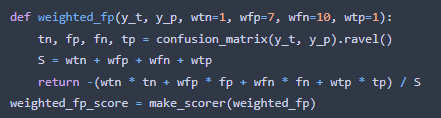 def weighted_fp(y_t, y_p, wtn=1, wfp=7, wfn=10, wtp=1):
    tn, fp, fn, tp = confusion_matrix(y_t, y_p).ravel()
    S = wtn + wfp + wfn + wtp
    return -(wtn * tn + wfp * fp + wfn * fn + wtp * tp) / S
weighted_fp_score = make_scorer(weighted_fp)